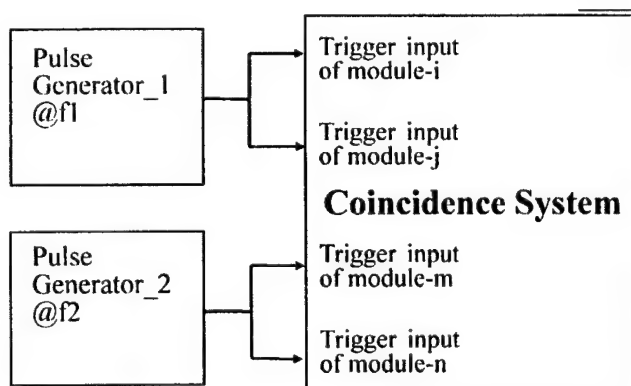 Pulse
Generator_1
@f1
Trigger input
of module-i
Trigger input
of module-j
Coincidence System
Pulse
Generator_2
@f2
Trigger input
of module-m
Trigger input
of module-n